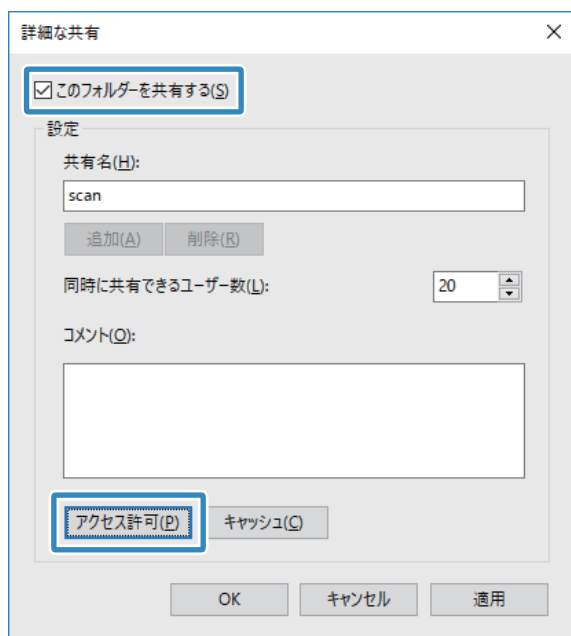 詳細な共有
このフォルダーを共有する(S)
設定
共有名(H):
scan
追加(A) 削除(R)
同時に共有できるユーザー数(L): 20
コメント(O):
アクセス許可(P) キャッシュ(C)
OK キャンセル 適用